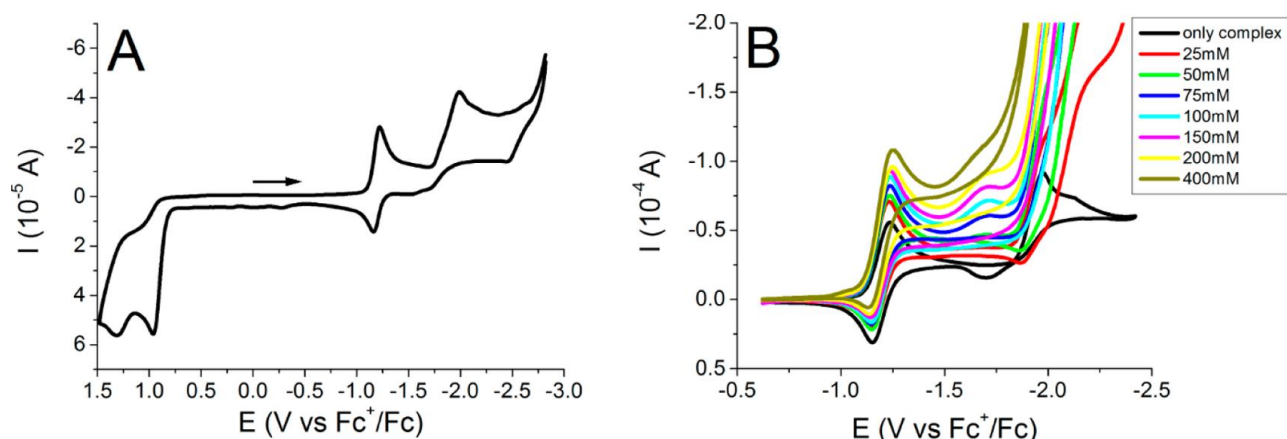 A
I (10⁻⁵ A)
-6
-4
-2
0
2
4
6
1.5 1.0 0.5 0.0 -0.5 -1.0 -1.5 -2.0 -2.5 -3.0
E (V vs Fc⁺/Fc)
B
I (10⁻⁴ A)
-2.0
-1.5
-1.0
-0.5
0.0
0.5
-0.5 -1.0 -1.5 -2.0 -2.5
E (V vs Fc⁺/Fc)
only complex
25mM
50mM
75mM
100mM
150mM
200mM
400mM